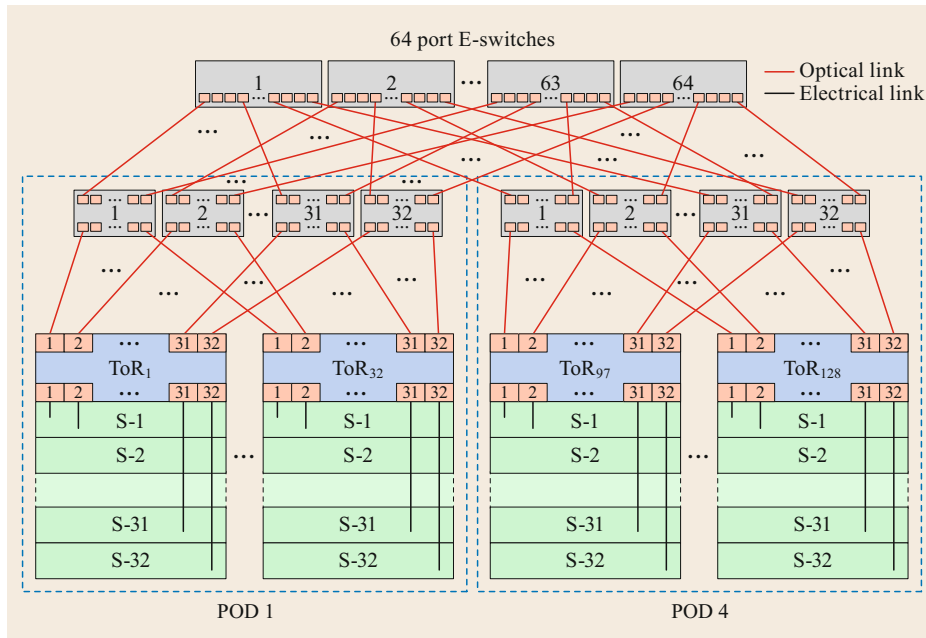 64 port E-switches
1 ... 2 ... ... 63 ... 64 ...
Optical link
Electrical link
1 2 ... 31 32 1 2 ... 31 32
1 2 ... 31 32 1 2 ... 31 32 1 2 ... 31 32 1 2 ... 31 32
ToR1 ToR32 ToR97 ToR128
1 2 ... 31 32 1 2 ... 31 32 1 2 ... 31 32 1 2 ... 31 32
S-1 S-1 S-1 S-1
S-2 ... S-2 S-2 ... S-2
S-31 S-31 S-31 S-31
S-32 S-32 S-32 S-32
POD 1 POD 4